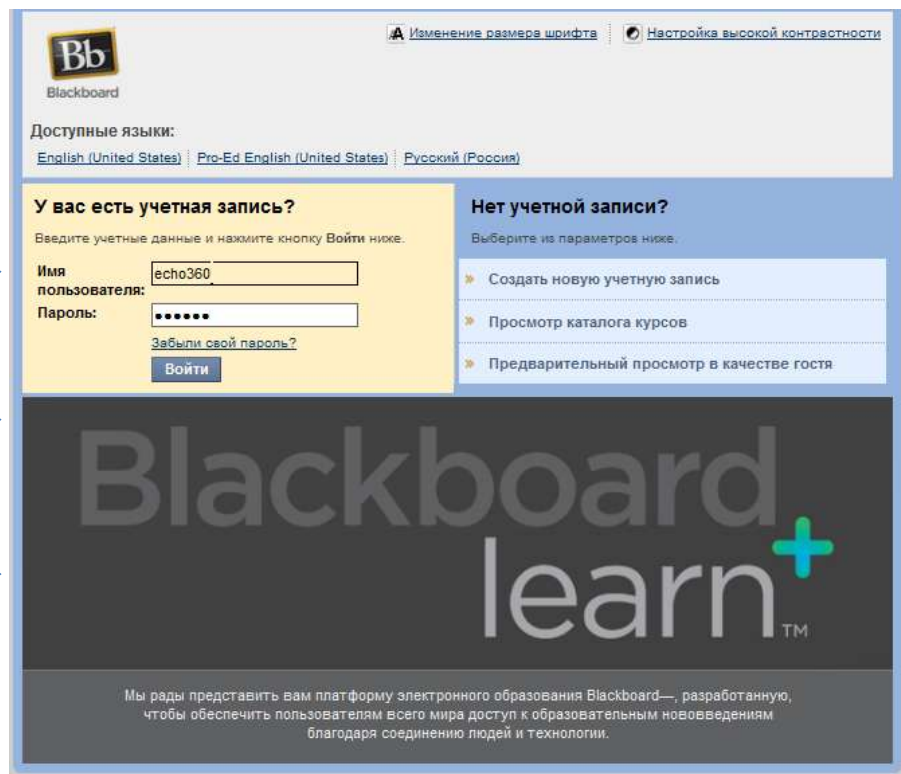 Bb
Blackboard
Изменение размера шрифта
Настройка высокой контрастности
Доступные языки:
English (United States) Pro-Ed English (United States) Русский (Россия)
У вас есть учетная запись?
Введите учетные данные и нажмите кнопку Войти ниже.
Имя
пользователя:
echo360
Пароль:
••••••
Забыли свой пароль?
Войти
Нет учетной записи?
Выберите из параметров ниже.
» Создать новую учетную запись
» Просмотр каталога курсов
» Предварительный просмотр в качестве гостя
Blackboard
learn+™
Мы рады представить вам платформу электронного образования Blackboard—, разработанную,
чтобы обеспечить пользователям всего мира доступ к образовательным нововведениям
благодаря соединению людей и технологии.